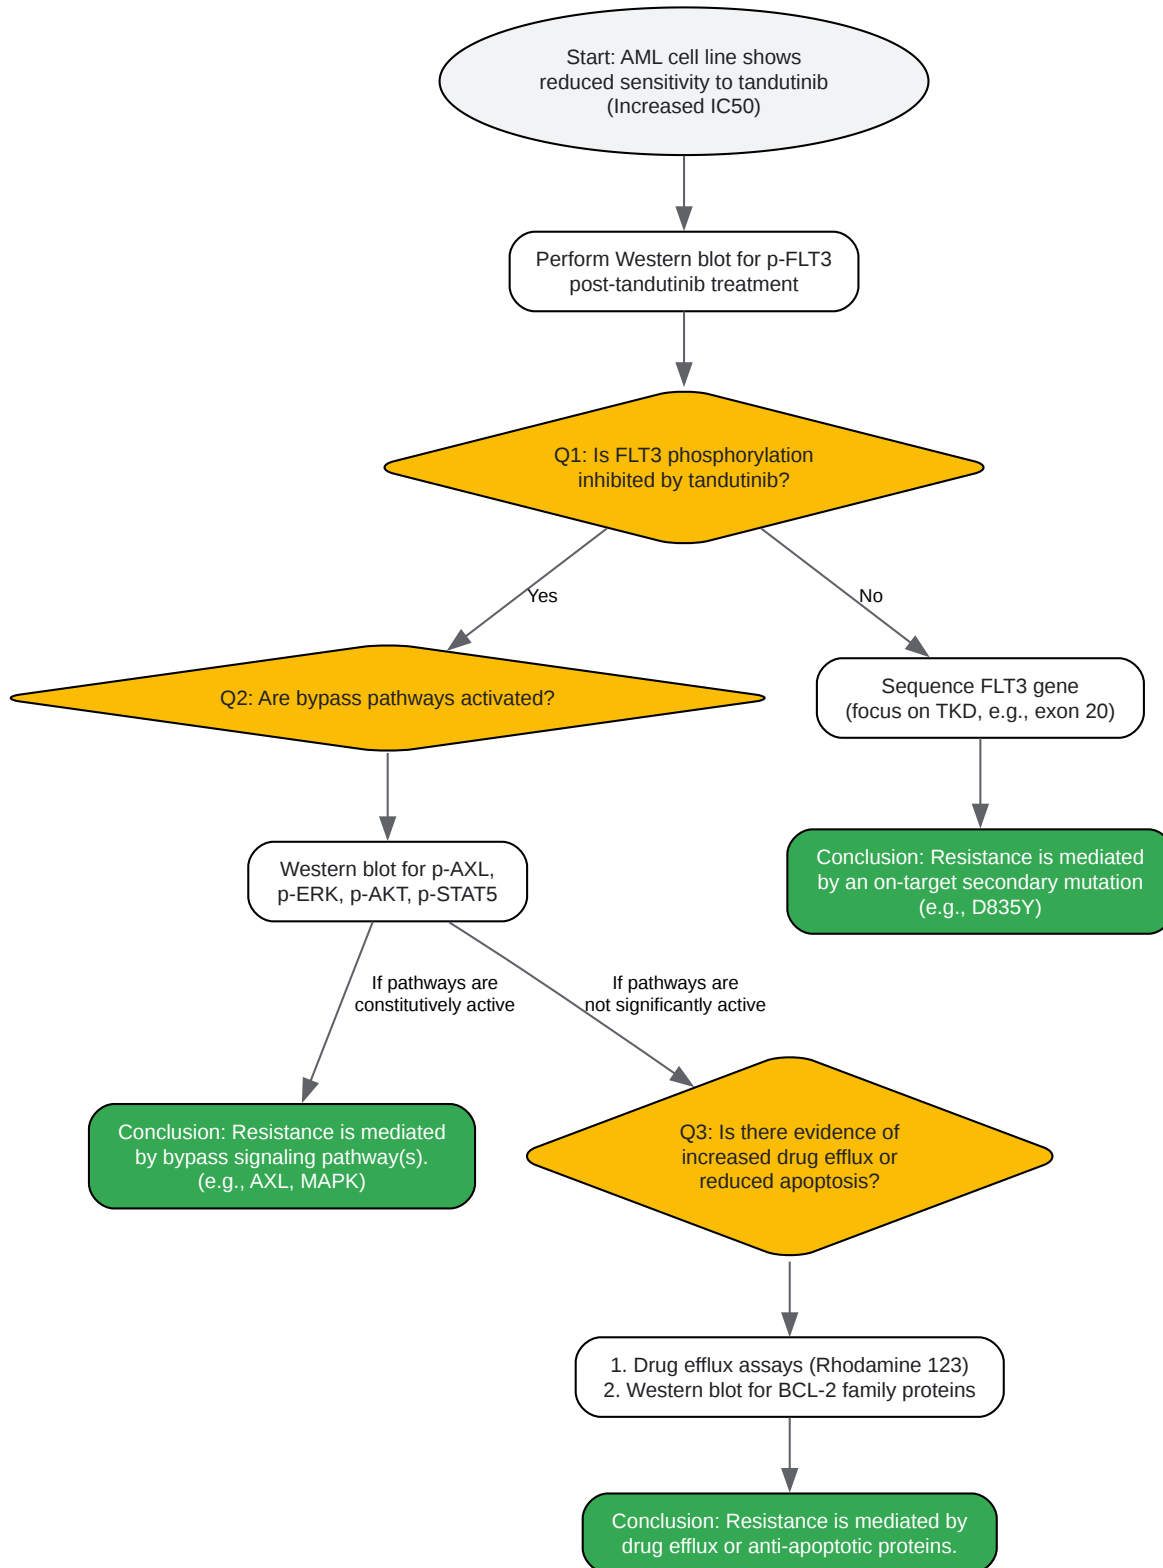 Start: AML cell line shows
reduced sensitivity to tandutinib
(Increased IC50)
Perform Western blot for p-FLT3
post-tandutinib treatment
Q1: Is FLT3 phosphorylation
inhibited by tandutinib?
Yes
No
Q2: Are bypass pathways activated?
Sequence FLT3 gene
(focus on TKD, e.g., exon 20)
Western blot for p-AXL,
p-ERK, p-AKT, p-STAT5
Conclusion: Resistance is mediated
by an on-target secondary mutation
(e.g., D835Y)
If pathways are
constitutively active
If pathways are
not significantly active
Conclusion: Resistance is mediated
by bypass signaling pathway(s).
(e.g., AXL, MAPK)
Q3: Is there evidence of
increased drug efflux or
reduced apoptosis?
1. Drug efflux assays (Rhodamine 123)
2. Western blot for BCL-2 family proteins
Conclusion: Resistance is mediated by
drug efflux or anti-apoptotic proteins.